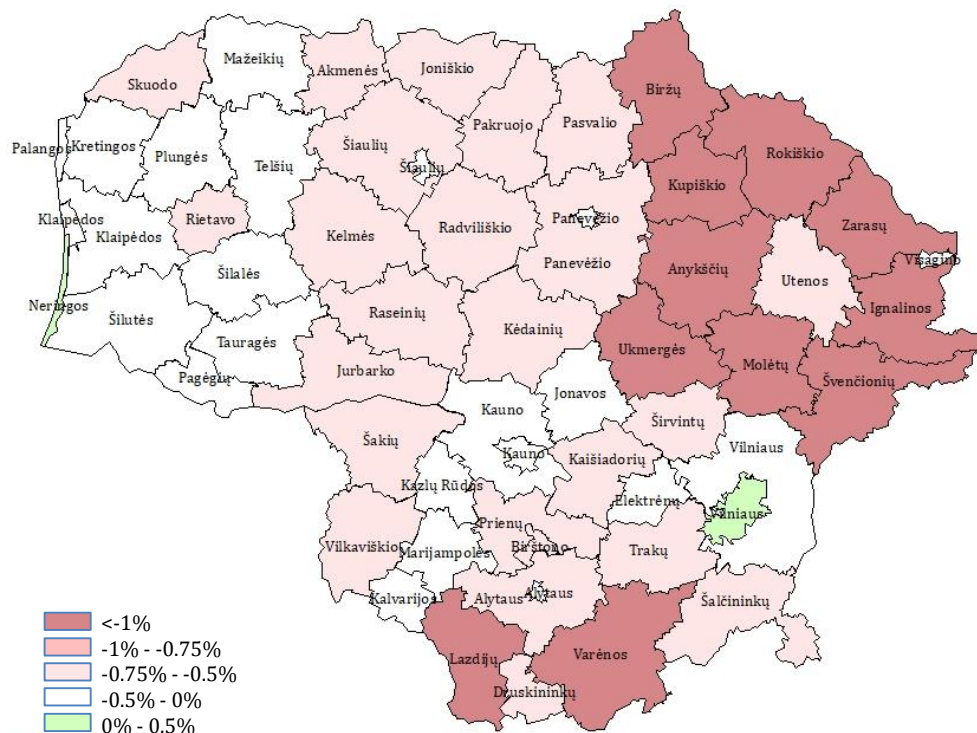 Mažeikių
Skuodo
Akmenės
Joniškio
Biržų
Pakruojo
Pasvalio
Palangos
Kretingos
Plungės
Telšių
Šiaulių
Šiaulių
Rokiškio
Kupiškio
Klaipėdos
Klaipėdos
Rietavo
Kelmės
Radviliškio
Panevėžio
Panevėžio
Zarasų
Visagino
Anykščių
Utenos
Šilalės
Neringos
Šilutės
Raseinių
Kėdainių
Ignalinos
Tauragės
Ukmergės
Molėtų
Švenčionių
Pagėgių
Jurbarko
Jonavos
Kauno
Širvintų
Šakių
Vilniaus
Kauno
Kaišiadorių
Kazlų Rūdos
Elektrėnų
Vilniaus
Prienų
Vilkaviškio
Marijampolės
Birštono
Trakų
Kalvarijos
Alytaus
Alytaus
Šalčininkų
Lazdijų
Varėnos
Druskininkų
<-1%
-1% - -0.75%
-0.75% - -0.5%
-0.5% - 0%
0% - 0.5%